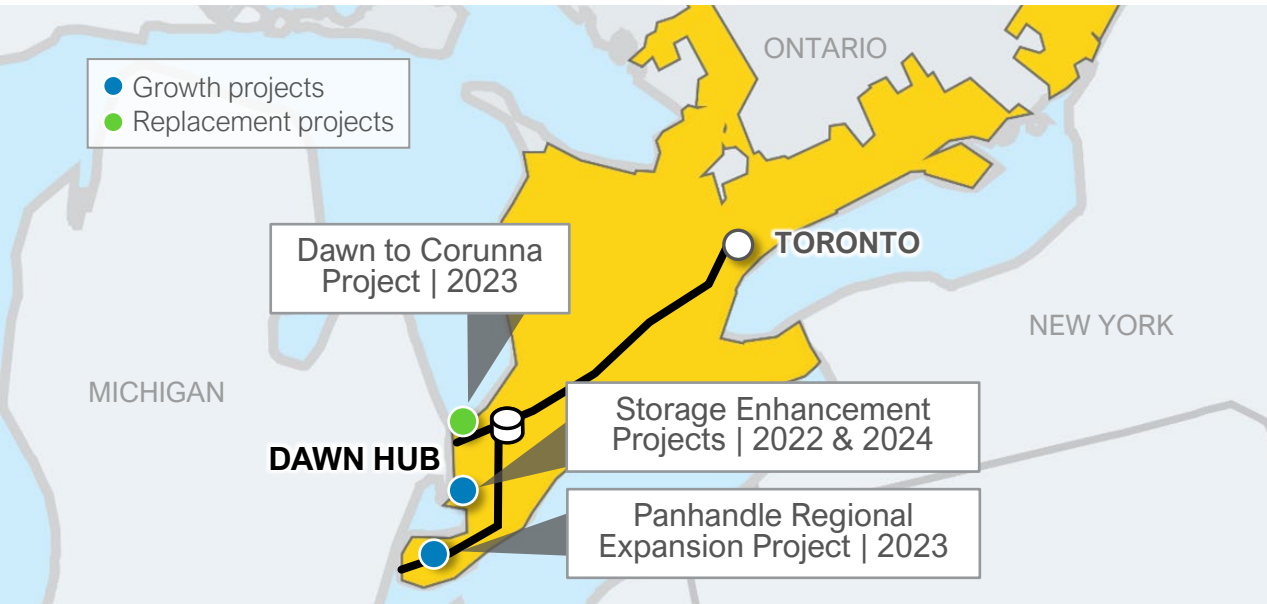 ONTARIO
Growth projects
Replacement projects
Dawn to Corunna
Project | 2023
TORONTO
NEW YORK
MICHIGAN
Storage Enhancement
Projects | 2022 & 2024
DAWN HUB
Panhandle Regional
Expansion Project | 2023